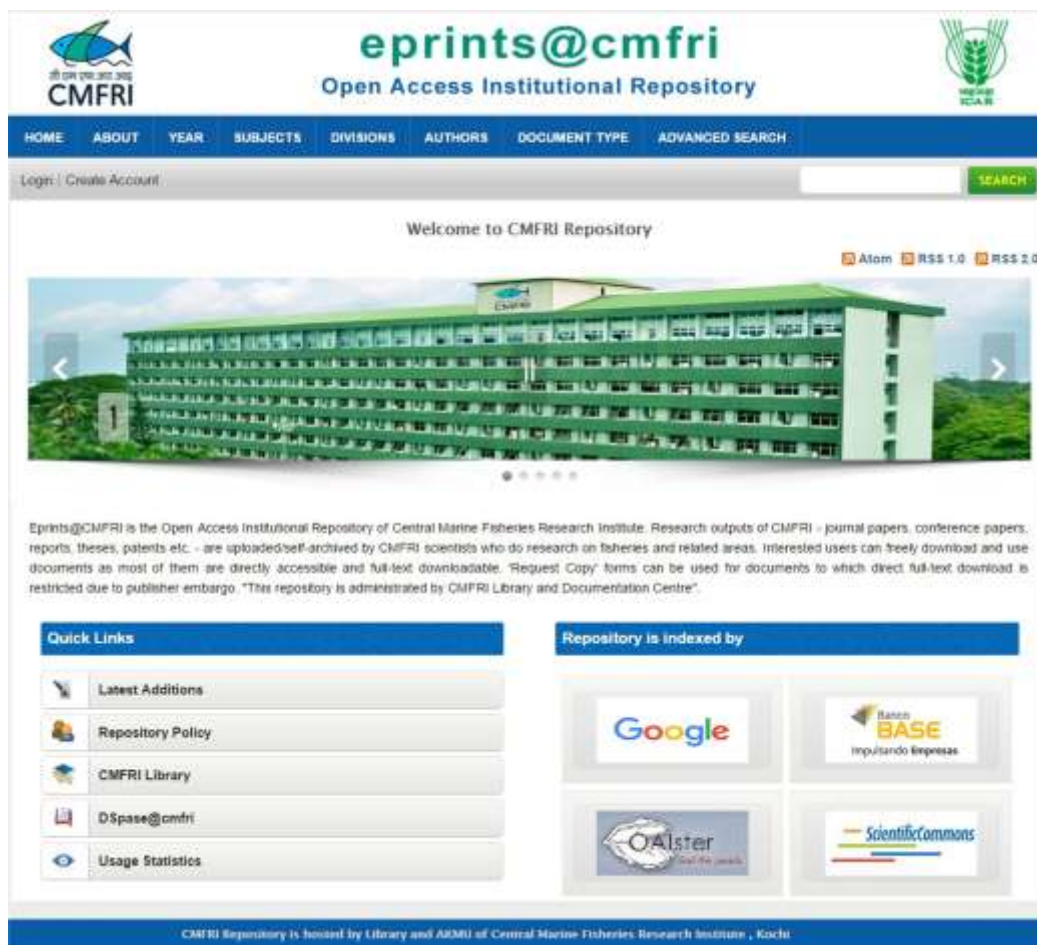 eprints@cmfri
Open Access Institutional Repository
CMFRI
ICAR
HOME ABOUT YEAR SUBJECTS DIVISIONS AUTHORS DOCUMENT TYPE ADVANCED SEARCH
Login | Create Account
SEARCH
Welcome to CMFRI Repository
Atom RSS 1.0 RSS 2.0
CMFRI
1
Eprints@CMFRI is the Open Access Institutional Repository of Central Marine Fisheries Research Institute. Research outputs of CMFRI - journal papers, conference papers,
reports, theses, patents etc. - are uploaded/self-archived by CMFRI scientists who do research on fisheries and related areas. Interested users can freely download and use
documents as most of them are directly accessible and full-text downloadable. 'Request Copy' forms can be used for documents to which direct full-text download is
restricted due to publisher embargo. "This repository is administrated by CMFRI Library and Documentation Centre".
Quick Links
Latest Additions
Repository Policy
CMFRI Library
DSpase@cmfri
Usage Statistics
Repository is indexed by
Google
Banco
BASE
Impulsando Empresas
OAIster
find the pearls
ScientificCommons
CMFRI Repository is hosted by Library and AKMU of Central Marine Fisheries Research Institute , Kochi